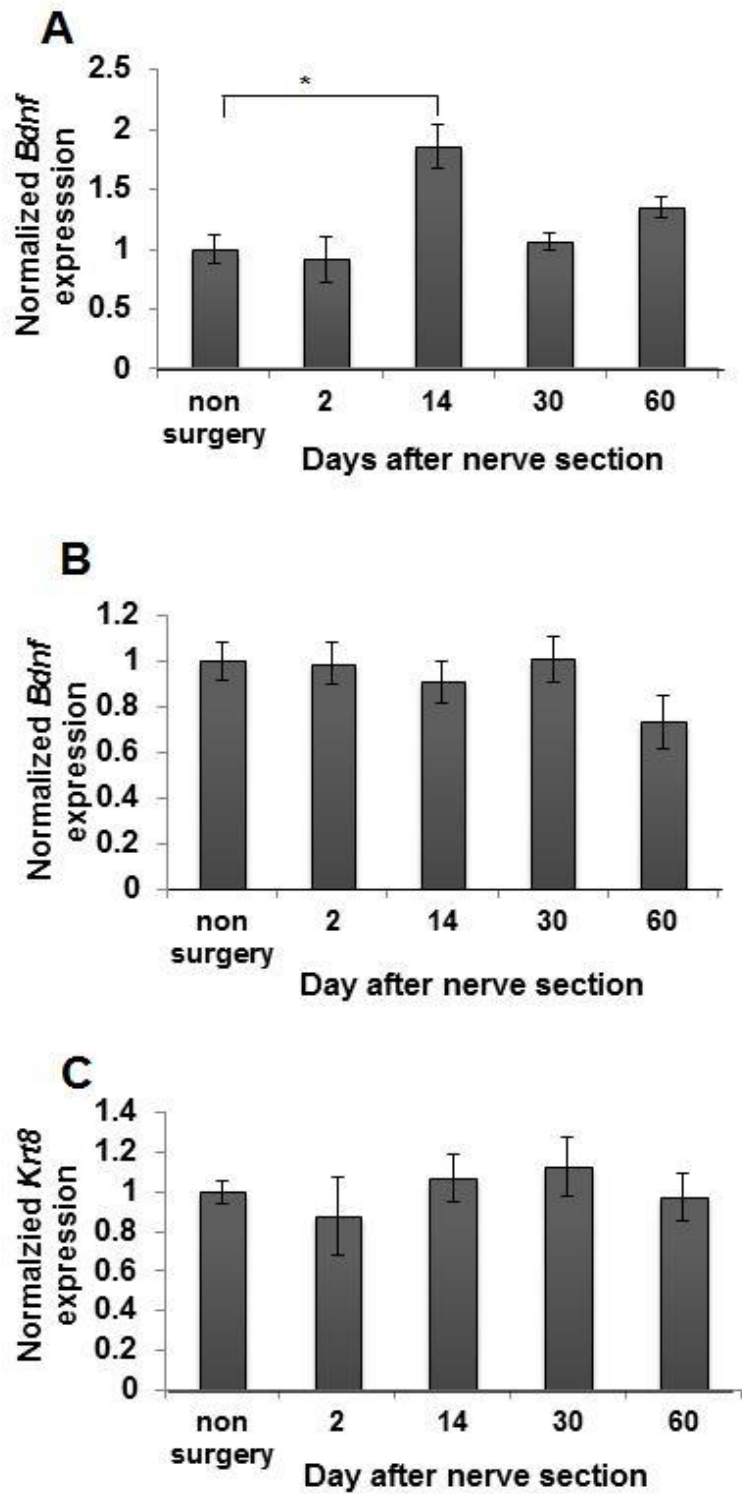 A
Normalized Bdnf
expresssion
2.5
2
1.5
1
0.5
0
*
non
surgery
2
14
30
60
Days after nerve section
B
Normalized Bdnf
expression
1.2
1
0.8
0.6
0.4
0.2
0
non
surgery
2
14
30
60
Day after nerve section
C
Normalzied Krt8
expression
1.4
1.2
1
0.8
0.6
0.4
0.2
0
non
surgery
2
14
30
60
Day after nerve section